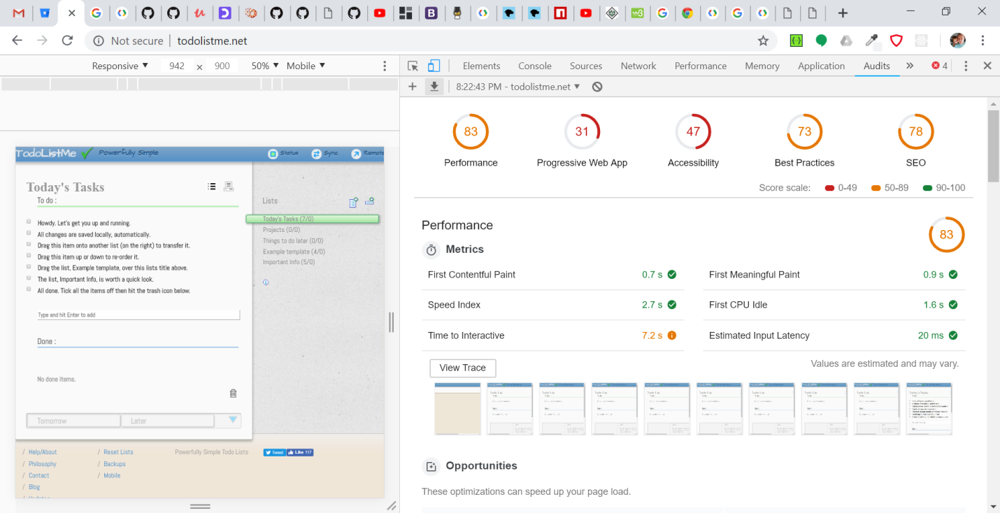 Not secure | todolistme.net
Responsive ▼ 942 x 900 50% ▼ Mobile ▼
Elements Console Sources Network Performance Memory Application Audits » 4
8:22:43 PM - todolistme.net ▼
83 31 47 73 78
Performance Progressive Web App Accessibility Best Practices SEO
Score scale: 0-49 50-89 90-100
TodoListMe Powerfully Simple Status Sync Remote
Today's Tasks
To do :
Howdy. Let's get you up and running.
All changes are saved locally, automatically.
Drag this item onto another list (on the right) to transfer it.
Drag this item up or down to re-order it.
Drag the list, Example template, over this lists title above.
The list, Important Info, is worth a quick look.
All done. Tick all the items off then hit the trash icon below.
Type and hit Enter to add
Done :
No done items.
Tomorrow Later
Lists
Today's Tasks (7/0)
Projects (0/0)
Things to do later (0/0)
Example template (4/0)
Important Info (5/0)
/ Help/About / Reset Lists Powerfully Simple Todo Lists Tweet Like 117
/ Philosophy / Backups
/ Contact / Mobile
/ Blog
Performance 83
Metrics
First Contentful Paint 0.7 s First Meaningful Paint 0.9 s
Speed Index 2.7 s First CPU Idle 1.6 s
Time to Interactive 7.2 s Estimated Input Latency 20 ms
View Trace Values are estimated and may vary.
Opportunities
These optimizations can speed up your page load.